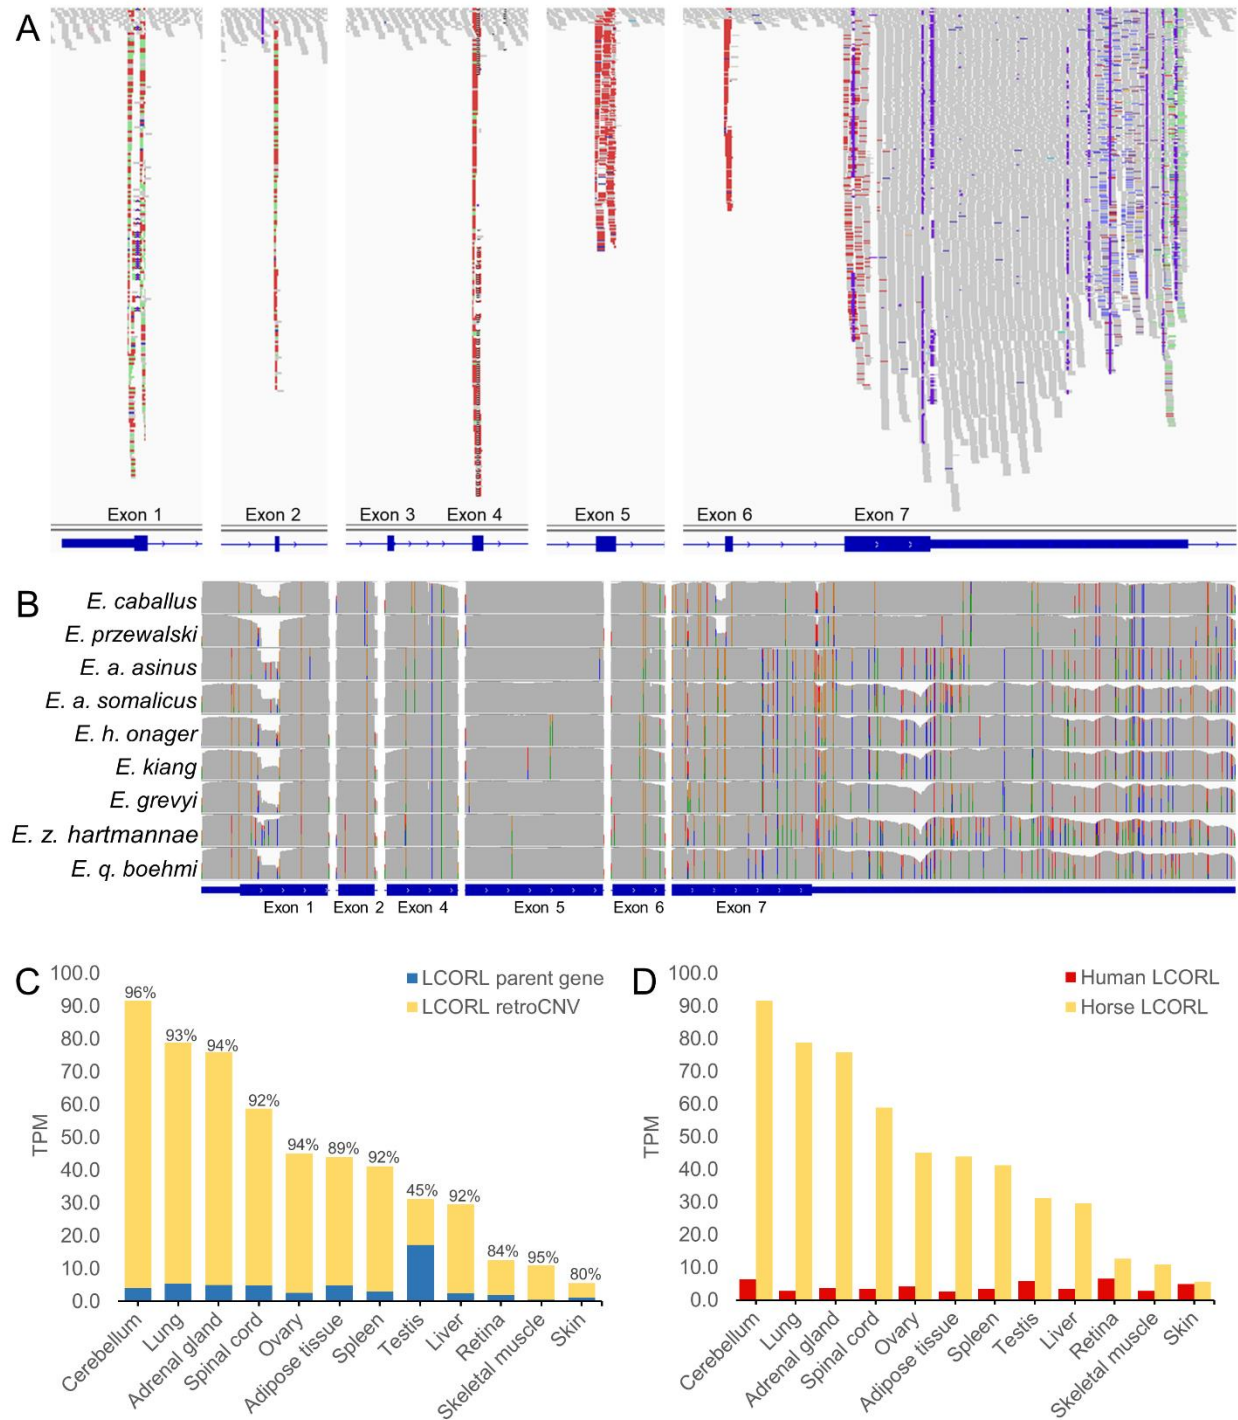 A
Exon 1
Exon 2
Exon 3
Exon 4
Exon 5
Exon 6
Exon 7
B
E. caballus
E. przewalski
E. a. asinus
E. a. somalicus
E. h. onager
E. kiang
E. grevyi
E. z. hartmannae
E. q. boehmi
Exon 1
Exon 2
Exon 4
Exon 5
Exon 6
Exon 7
C
LCORL parent gene
LCORL retroCNV
TPM
100.0
90.0
80.0
70.0
60.0
50.0
40.0
30.0
20.0
10.0
0.0
96%
93%
94%
92%
94%
89%
92%
45%
92%
84%
95%
80%
Cerebellum
Lung
Adrenal gland
Spinal cord
Ovary
Adipose tissue
Spleen
Testis
Liver
Retina
Skeletal muscle
Skin
D
Human LCORL
Horse LCORL
TPM
100.0
90.0
80.0
70.0
60.0
50.0
40.0
30.0
20.0
10.0
0.0
Cerebellum
Lung
Adrenal gland
Spinal cord
Ovary
Adipose tissue
Spleen
Testis
Liver
Retina
Skeletal muscle
Skin